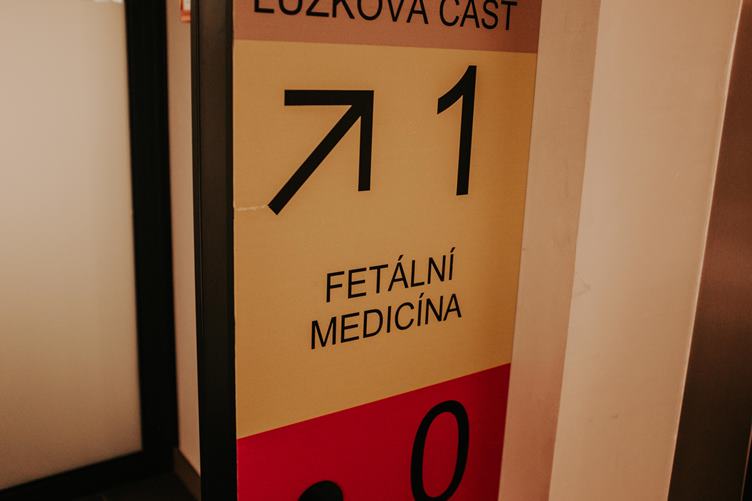 LŮŽKOVÁ ČÁST
1
FETÁLNÍ
MEDICÍNA
0